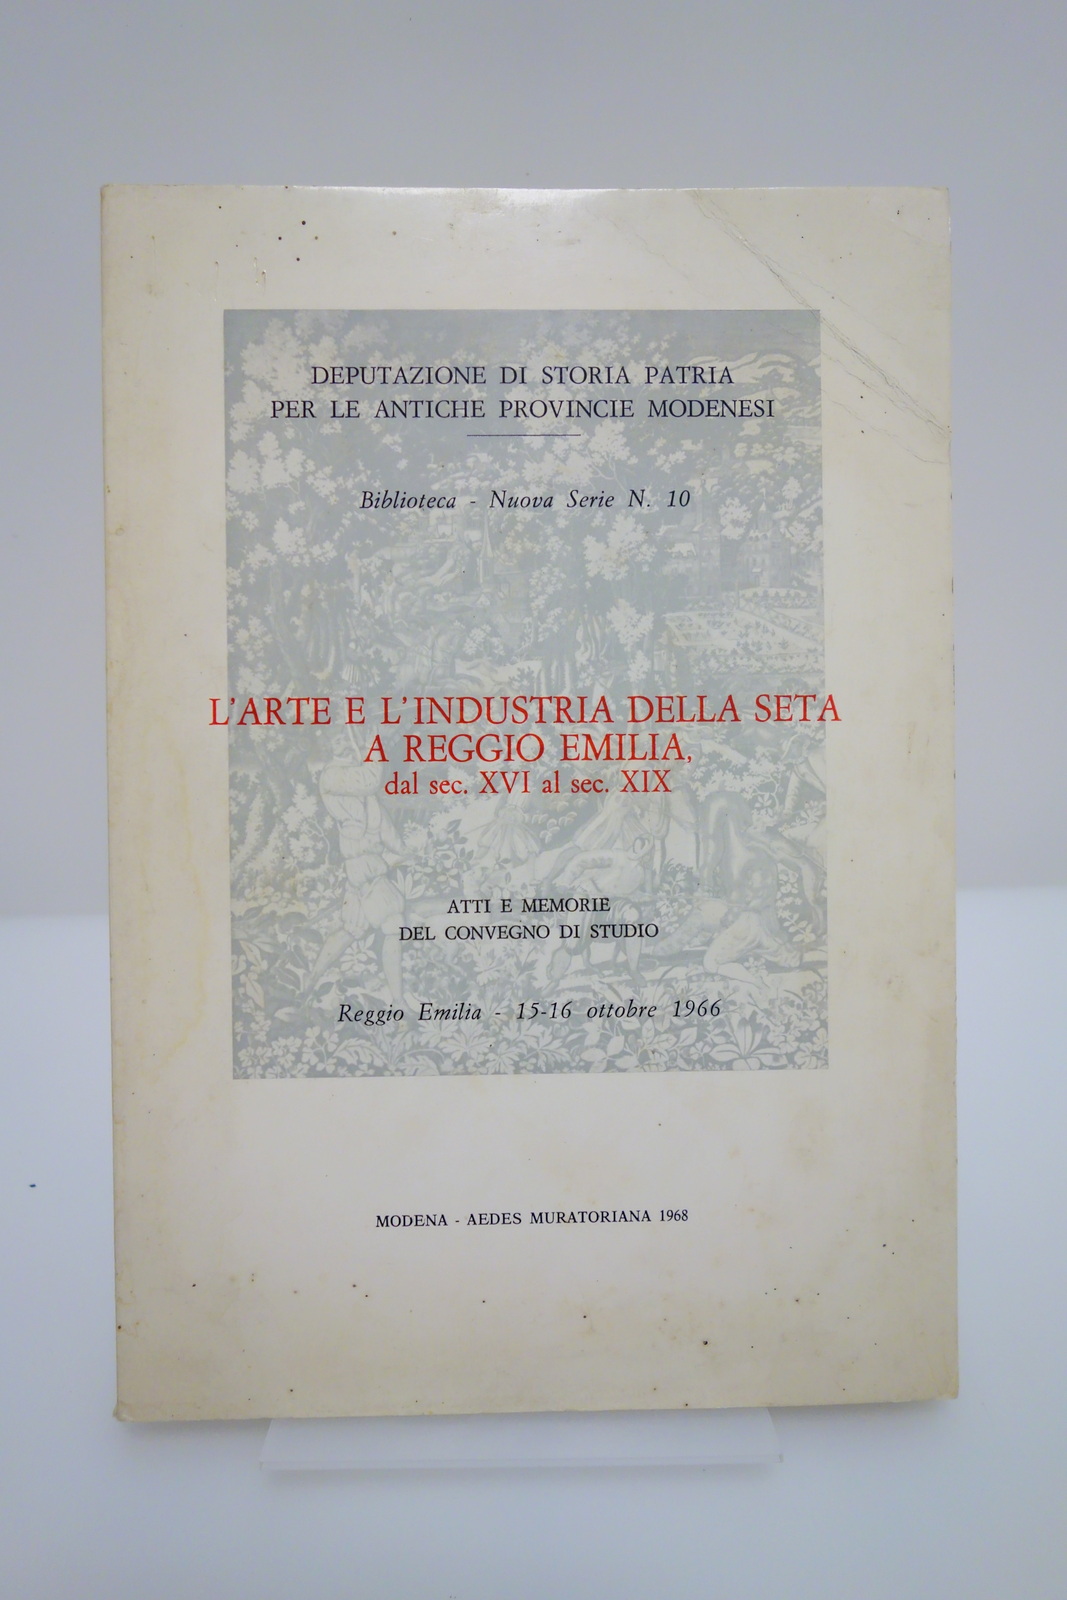 DEPUTAZIONE DI STORIA PATRIA
PER LE ANTICHE PROVINCIE MODENESI
Biblioteca - Nuova Serie N. 10
L'ARTE E L'INDUSTRIA DELLA SETA
A REGGIO EMILIA,
dal sec. XVI al sec. XIX
ATTI E MEMORIE
DEL CONVEGNO DI STUDIO
Reggio Emilia - 15-16 ottobre 1966
MODENA - AEDES MURATORIANA 1968